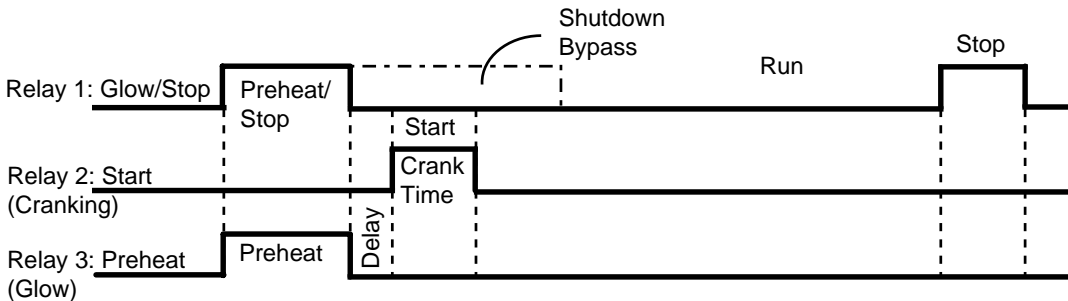 Shutdown
Bypass
Stop
Run
Relay 1: Glow/Stop
Preheat/
Stop
Start
Relay 2: Start
(Cranking)
Crank
Time
Delay
Relay 3: Preheat
(Glow)
Preheat